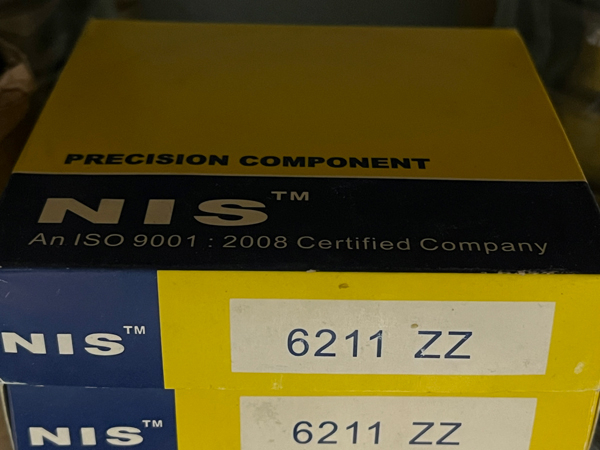 PRECISION COMPONENT
NIS™
An ISO 9001 : 2008 Certified Company
NIS™
6211 ZZ
NIS™
6211 ZZ